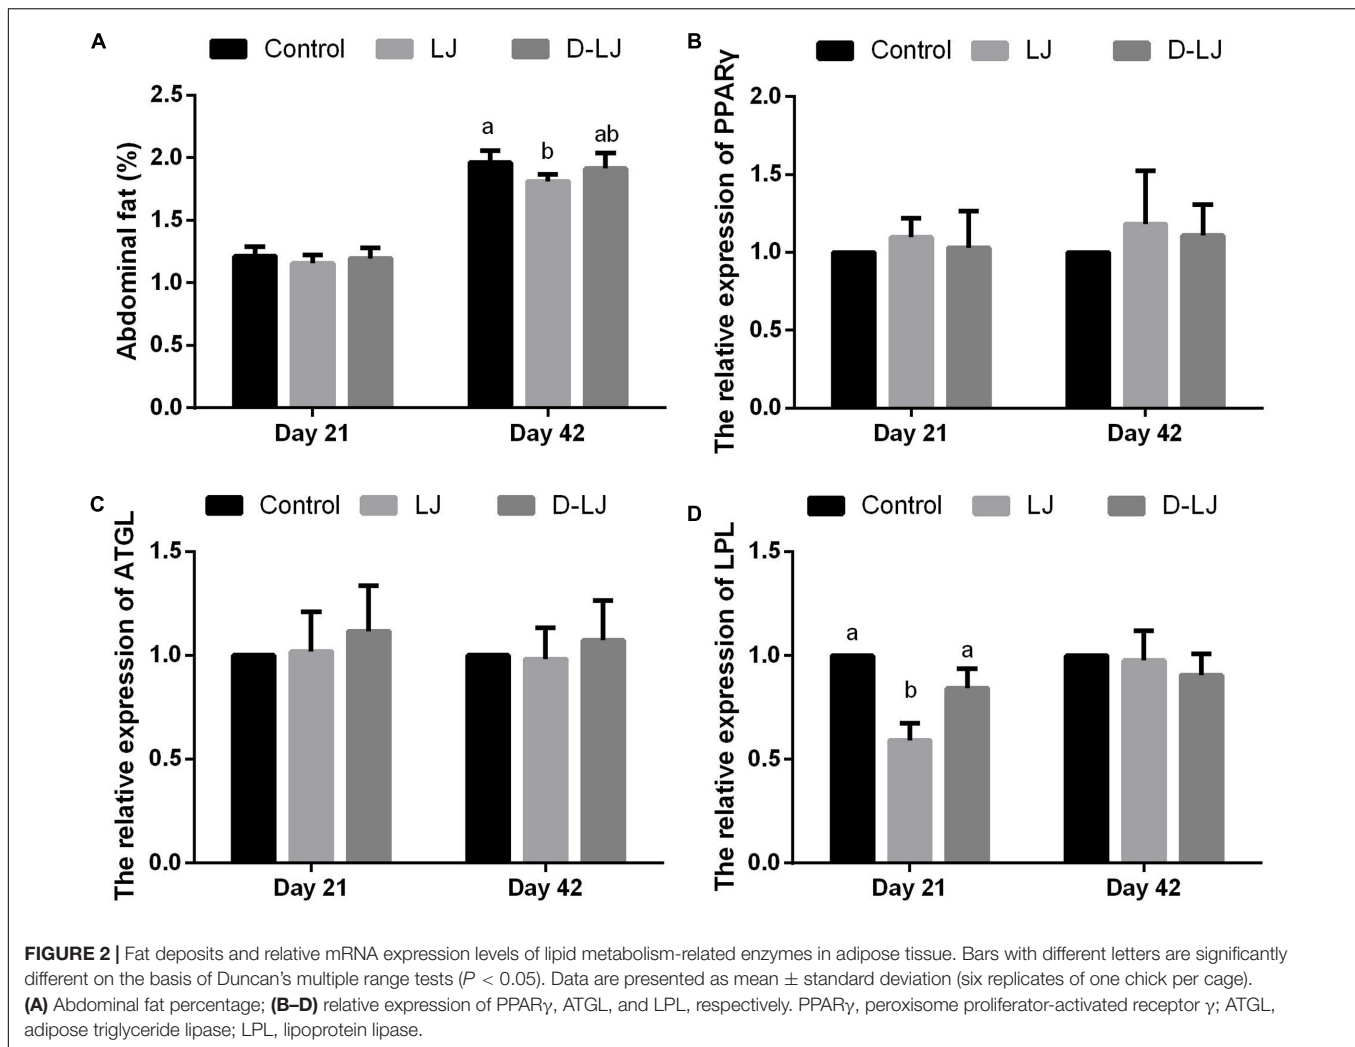 A
Control LJ D-LJ
Abdominal fat (%)
2.5
2.0
1.5
1.0
0.5
0.0
a
b
ab
Day 21 Day 42
B
Control LJ D-LJ
The relative expression of PPARγ
2.0
1.5
1.0
0.5
0.0
Day 21 Day 42
C
Control LJ D-LJ
The relative expression of ATGL
1.5
1.0
0.5
0.0
Day 21 Day 42
D
Control LJ D-LJ
The relative expression of LPL
1.5
1.0
0.5
0.0
a
b
a
Day 21 Day 42
FIGURE 2 | Fat deposits and relative mRNA expression levels of lipid metabolism-related enzymes in adipose tissue. Bars with different letters are significantly
different on the basis of Duncan's multiple range tests (P < 0.05). Data are presented as mean ± standard deviation (six replicates of one chick per cage).
(A) Abdominal fat percentage; (B–D) relative expression of PPARγ, ATGL, and LPL, respectively. PPARγ, peroxisome proliferator-activated receptor γ; ATGL,
adipose triglyceride lipase; LPL, lipoprotein lipase.